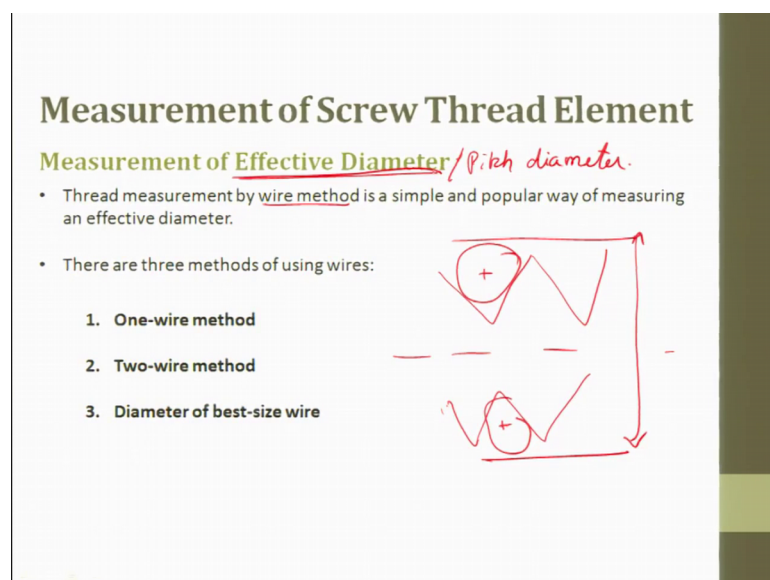 Measurement of Screw Thread Element
Measurement of Effective Diameter / Pitch diameter.
• Thread measurement by wire method is a simple and popular way of measuring
an effective diameter.
• There are three methods of using wires:
1. One-wire method
2. Two-wire method
3. Diameter of best-size wire